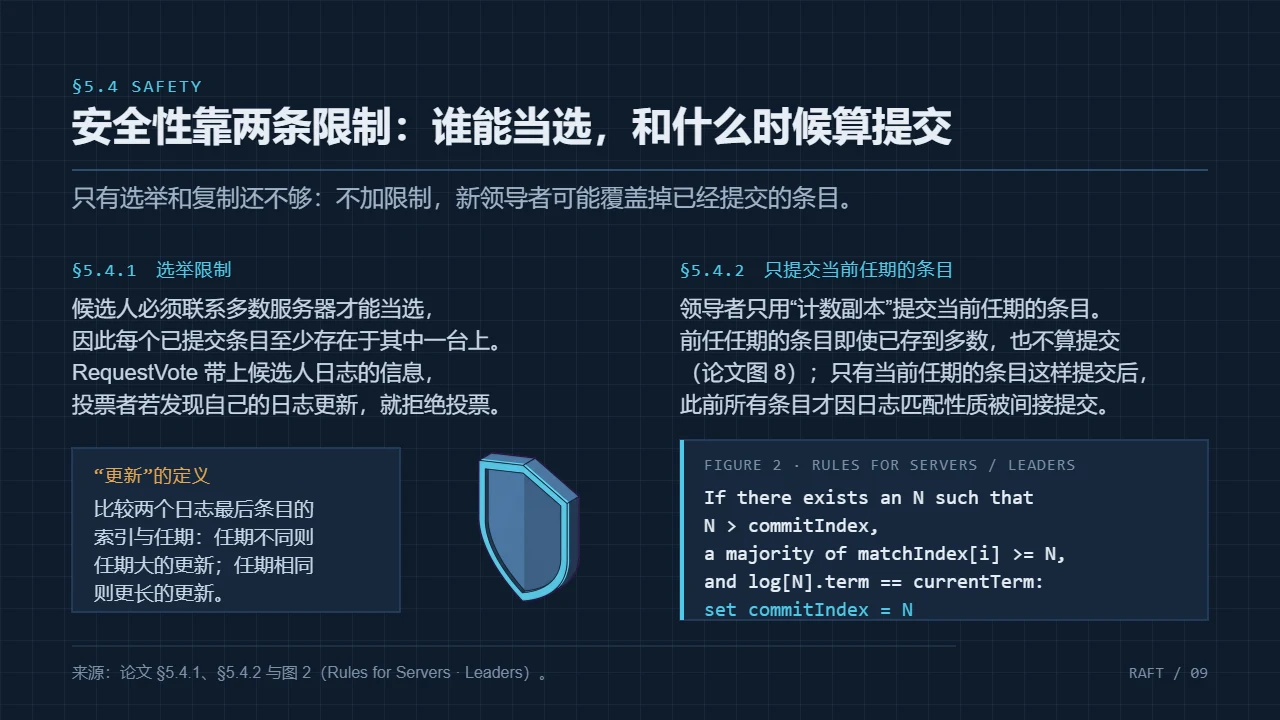 §5.4 SAFETY
安全性靠两条限制：谁能当选，和什么时候算提交
只有选举和复制还不够：不加限制，新领导者可能覆盖掉已经提交的条目。
§5.4.1 选举限制
候选人必须联系多数服务器才能当选，
因此每个已提交条目至少存在于其中一台上。
RequestVote 带上候选人日志的信息，
投票者若发现自己的日志更新，就拒绝投票。
“更新”的定义
比较两个日志最后条目的
索引与任期：任期不同则
任期大的更新；任期相同
则更长的更新。
§5.4.2 只提交当前任期的条目
领导者只用“计数副本”提交当前任期的条目。
前任任期的条目即使已存到多数，也不算提交
（论文图 8）；只有当前任期的条目这样提交后，
此前所有条目才因日志匹配性质被间接提交。
FIGURE 2 · RULES FOR SERVERS / LEADERS
If there exists an N such that
N > commitIndex,
a majority of matchIndex[i] >= N,
and log[N].term == currentTerm:
set commitIndex = N
来源：论文 §5.4.1、§5.4.2 与图 2（Rules for Servers · Leaders）。
RAFT / 09